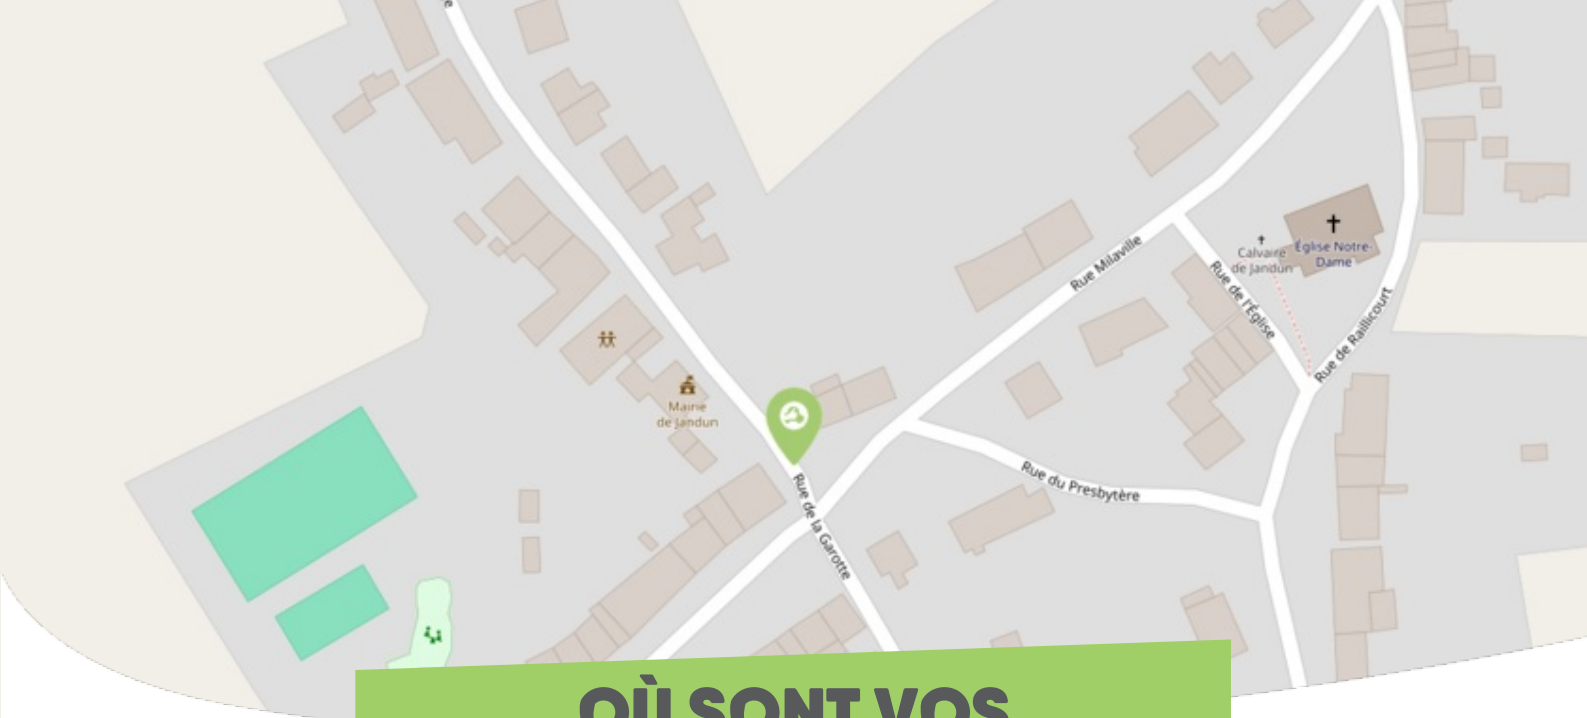 Rue Milaville
Calvaire
de Jandun
Église Notre-
Dame
Rue de l'Église
Rue de Raillicourt
Mairie
de Jandun
Rue du Presbytère
Rue de la Garotte
OÙ SONT VOS